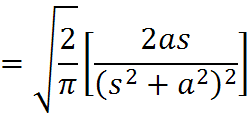 = √(2/π) [2as/(s² + a²)²]